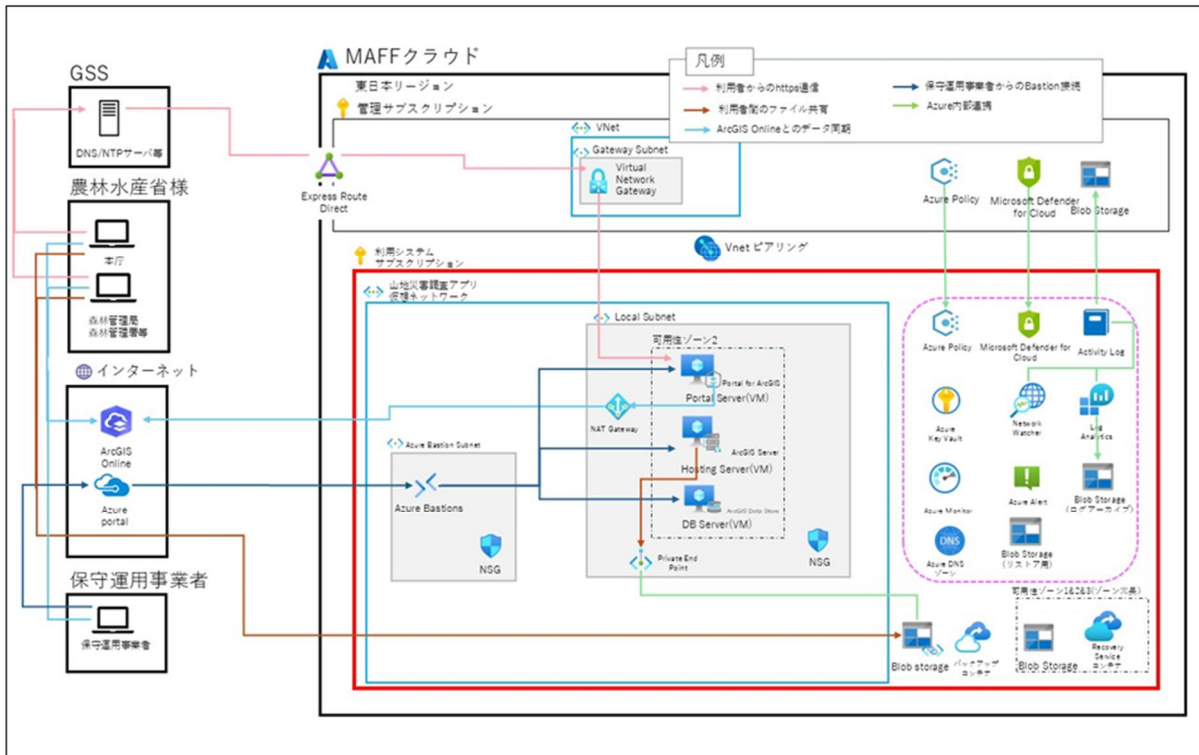 MAFFクラウド
凡例
利用者からのhttps通信
利用者間のファイル共有
ArcGIS Onlineとのデータ同期
保守運用事業者からのBastion接続
Azure内部連携
GSS
DNS/NTPサーバ等
農林水産省様
本庁
森林管理局
森林管理署等
インターネット
ArcGIS
Online
Azure
portal
保守運用事業者
保守運用事業者
東日本リージョン
管理サブスクリプション
Express Route
Direct
VNet
Gateway Subnet
Virtual
Network
Gateway
Azure Policy
Microsoft Defender
for Cloud
Blob Storage
Vnet ピアリング
利用システム
サブスクリプション
山地災害調査アプリ
仮想ネットワーク
Local Subnet
可用性ゾーン2
Portal for ArcGIS
Portal Server(VM)
NAT Gateway
ArcGIS Server
Hosting Server(VM)
ArcGIS Data Store
DB Server(VM)
Private End
Point
NSG
Azure Bastion Subnet
Azure Bastions
NSG
Azure Policy
Microsoft Defender for
Cloud
Activity Log
Azure
Key Vault
Network
Watcher
Log
Analytics
Azure Monitor
Azure Alert
Blob Storage
(ログアーカイブ)
DNS
Azure DNS
ゾーン
Blob Storage
(リストア用)
可用性ゾーン1&2&3(ゾーン冗長)
Blob storage
バックアップ
コンテナ
Blob Storage
Recovery
Service
コンテナ